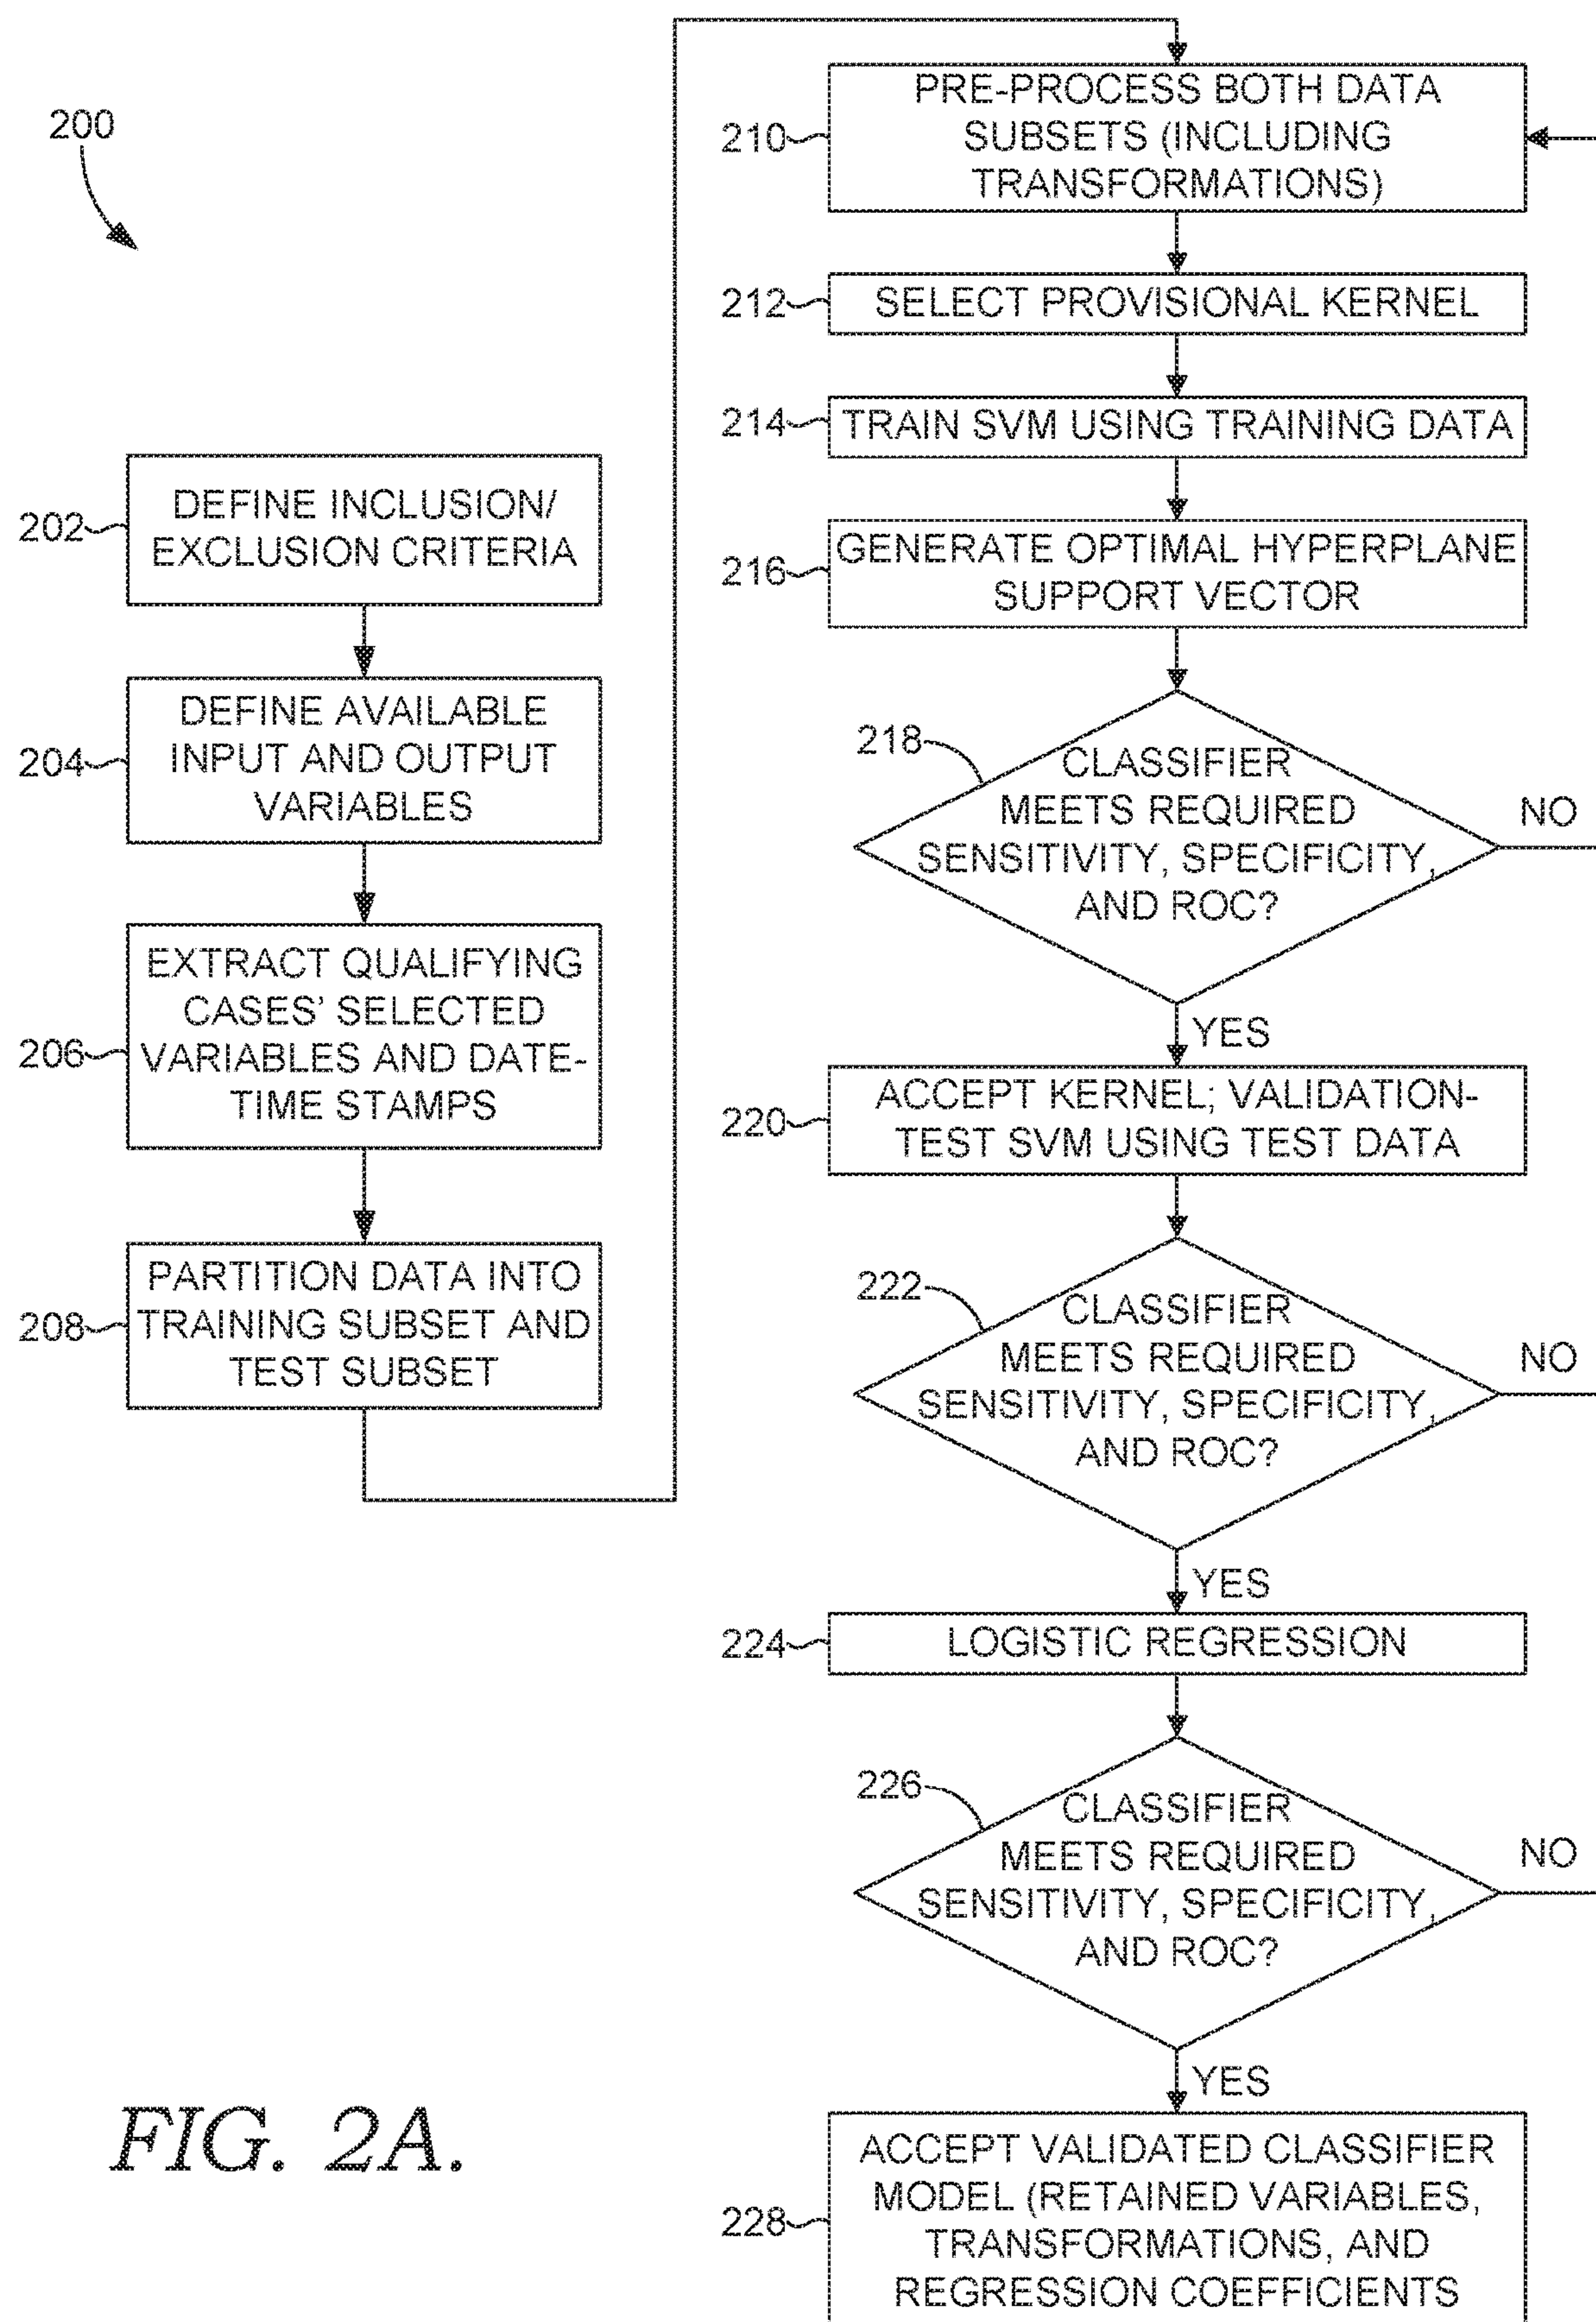 200
202
DEFINE INCLUSION/
EXCLUSION CRITERIA
204
DEFINE AVAILABLE
INPUT AND OUTPUT
VARIABLES
206
EXTRACT QUALIFYING
CASES’ SELECTED
VARIABLES AND DATE-
TIME STAMPS
208
PARTITION DATA INTO
TRAINING SUBSET AND
TEST SUBSET
210
PRE-PROCESS BOTH DATA
SUBSETS (INCLUDING
TRANSFORMATIONS)
212
SELECT PROVISIONAL KERNEL
214
TRAIN SVM USING TRAINING DATA
216
GENERATE OPTIMAL HYPERPLANE
SUPPORT VECTOR
218
CLASSIFIER
MEETS REQUIRED
SENSITIVITY, SPECIFICITY,
AND ROC?
NO
YES
220
ACCEPT KERNEL; VALIDATION-
TEST SVM USING TEST DATA
222
CLASSIFIER
MEETS REQUIRED
SENSITIVITY, SPECIFICITY,
AND ROC?
NO
YES
224
LOGISTIC REGRESSION
226
CLASSIFIER
MEETS REQUIRED
SENSITIVITY, SPECIFICITY,
AND ROC?
NO
YES
228
ACCEPT VALIDATED CLASSIFIER
MODEL (RETAINED VARIABLES,
TRANSFORMATIONS, AND
REGRESSION COEFFICIENTS
FIG. 2A.